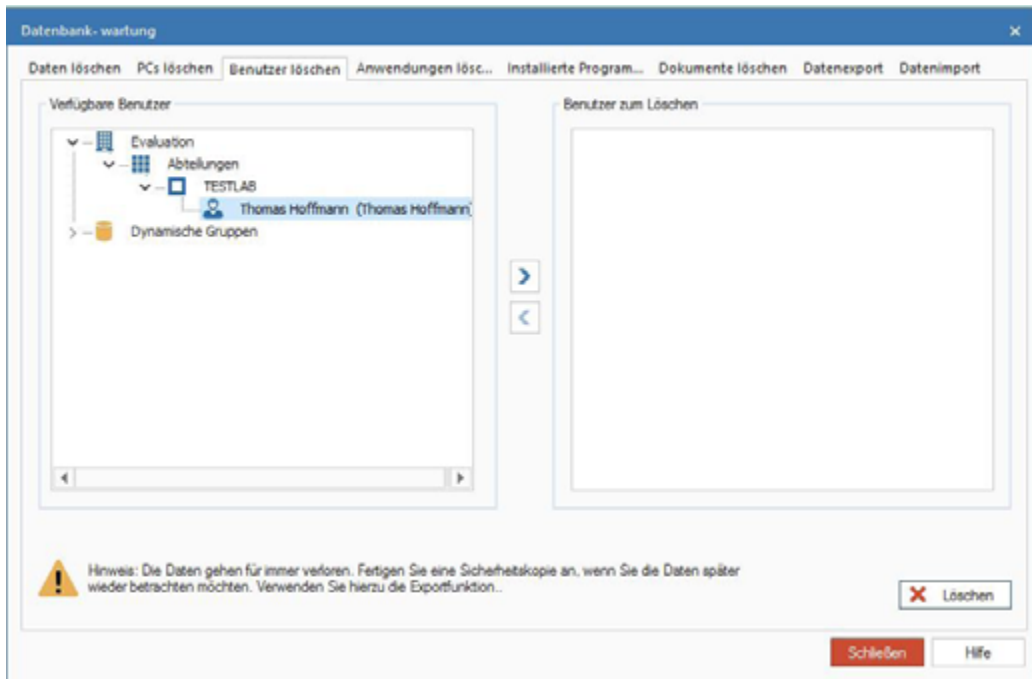 Datenbank- wartung
Daten löschen PCs löschen Benutzer löschen Anwendungen lösc... Installierte Program... Dokumente löschen Datenexport Datenimport
Verfügbare Benutzer
Benutzer zum Löschen
Evaluation
Abteilungen
TESTLAB
Thomas Hoffmann (Thomas Hoffmann)
Dynamische Gruppen
Hinweis: Die Daten gehen für immer verloren. Fertigen Sie eine Sicherheitskopie an, wenn Sie die Daten später
wieder betrachten möchten. Verwenden Sie hierzu die Exportfunktion..
Löschen
Schließen
Hilfe